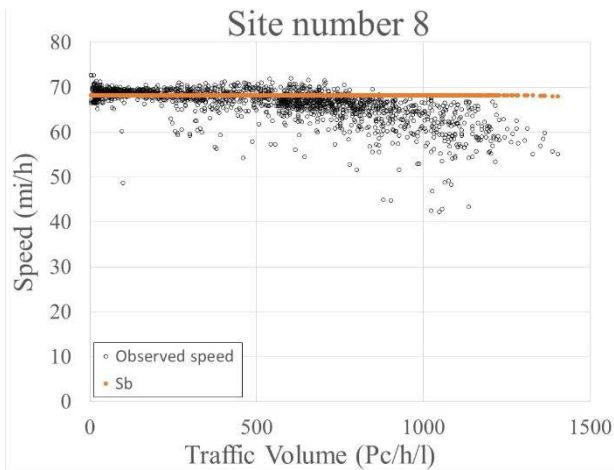 Site number 8
80
70
60
50
40
30
20
10
0
Speed (mi/h)
Observed speed
Sb
0 500 1000 1500
Traffic Volume (Pc/h/l)